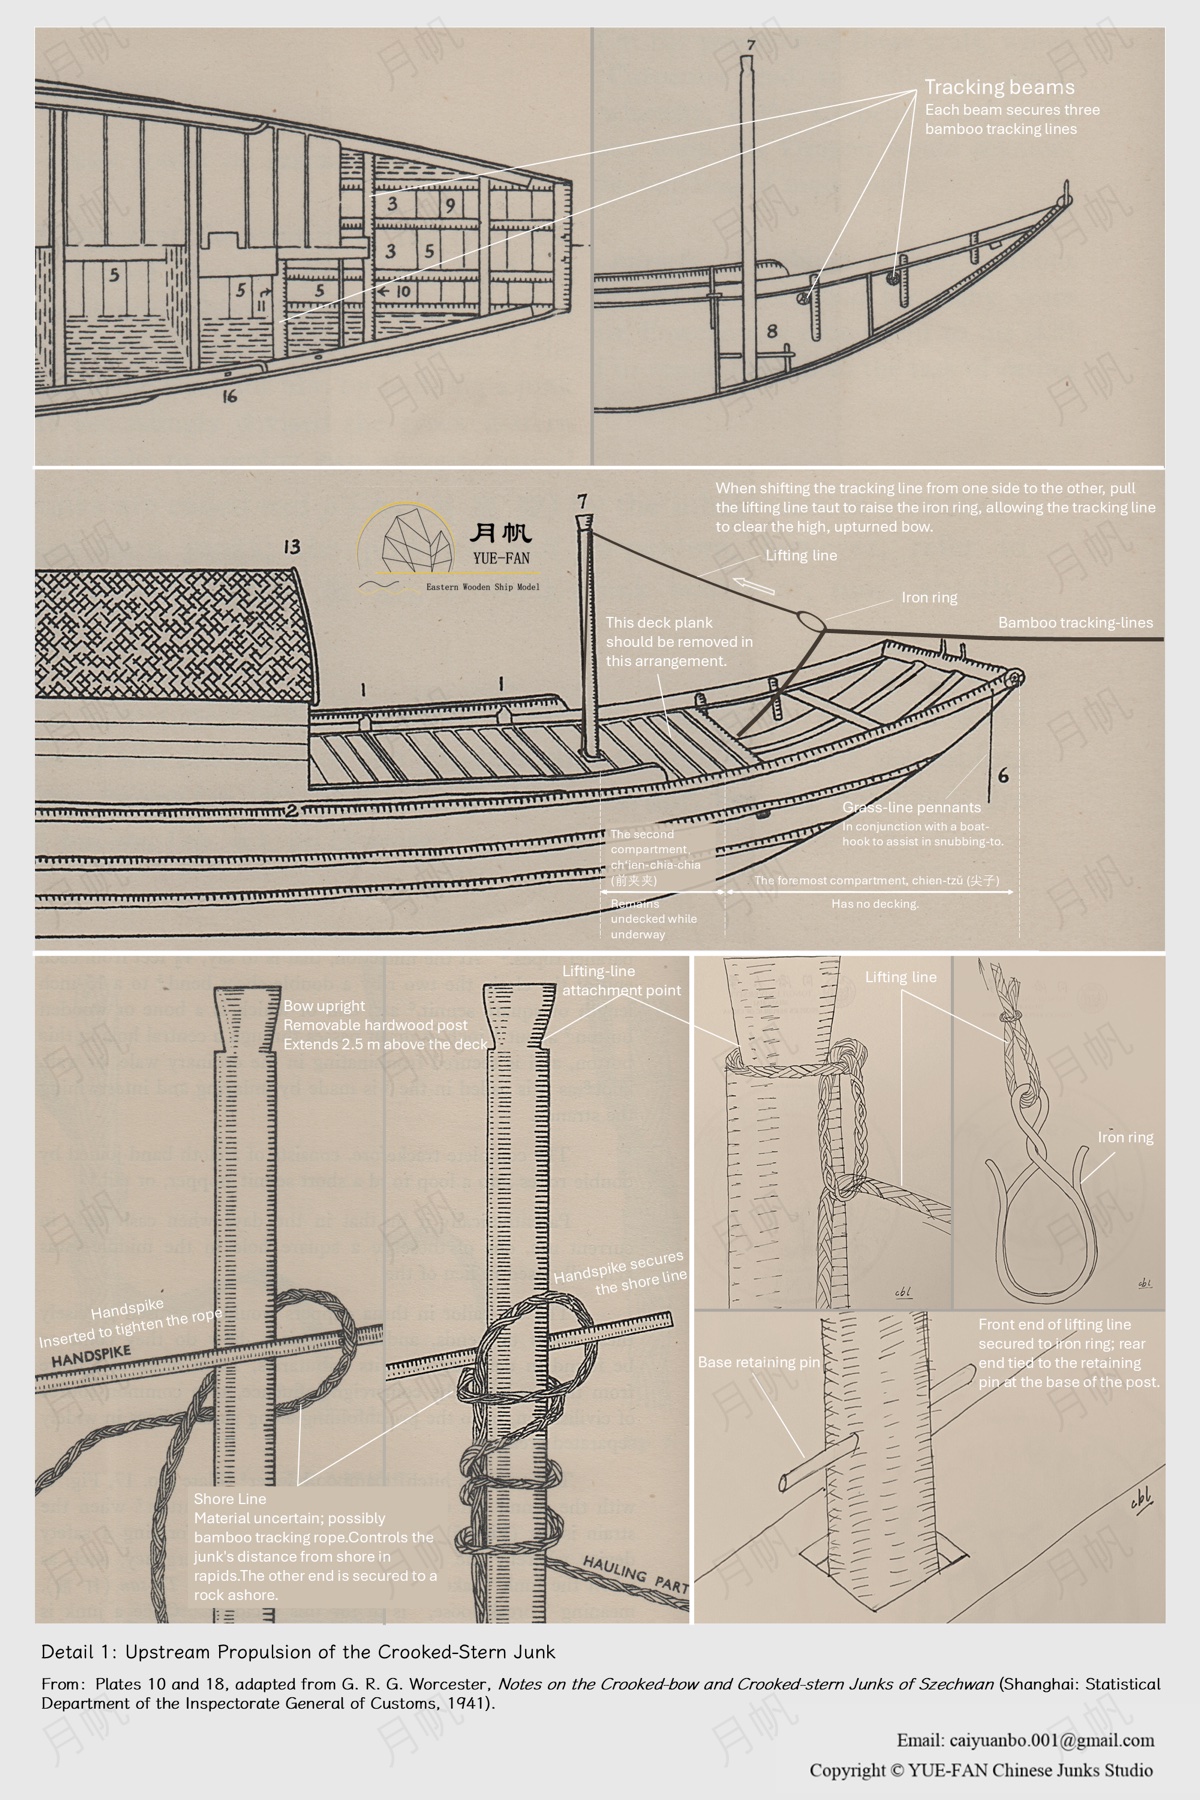 7
Tracking beams
Each beam secures three
bamboo tracking lines
3 9
3 5
5
5 11 5 10
8
16
When shifting the tracking line from one side to the other, pull
the lifting line taut to raise the iron ring, allowing the tracking line
to clear the high, upturned bow.
7
月帆
YUE-FAN
Eastern Wooden Ship Model
13
Lifting line
Iron ring
Bamboo tracking-lines
This deck plank
should be removed in
this arrangement.
1
1
6
2
Grass-line pennants
In conjunction with a boat-
hook to assist in snubbing-to.
The second
compartment,
ch'ien-chia-chia
(前夹夹)
Remains
undecked while
underway
The foremost compartment, chien-tzŭ (尖子)
Has no decking.
Bow upright
Removable hardwood post
Extends 2.5 m above the deck
Lifting-line
attachment point
Lifting line
Iron ring
cbl
cbl
Handspike
Inserted to tighten the rope
HANDSPIKE
Handspike secures
the shore line
Shore Line
Material uncertain; possibly
bamboo tracking rope.Controls the
junk's distance from shore in
rapids.The other end is secured to a
rock ashore.
HAULING PART
Base retaining pin
Front end of lifting line
secured to iron ring; rear
end tied to the retaining
pin at the base of the post.
cbl
Detail 1: Upstream Propulsion of the Crooked-Stern Junk
From: Plates 10 and 18, adapted from G. R. G. Worcester, Notes on the Crooked-bow and Crooked-stern Junks of Szechwan (Shanghai: Statistical
Department of the Inspectorate General of Customs, 1941).
Email: caiyuanbo.001@gmail.com
Copyright © YUE-FAN Chinese Junks Studio